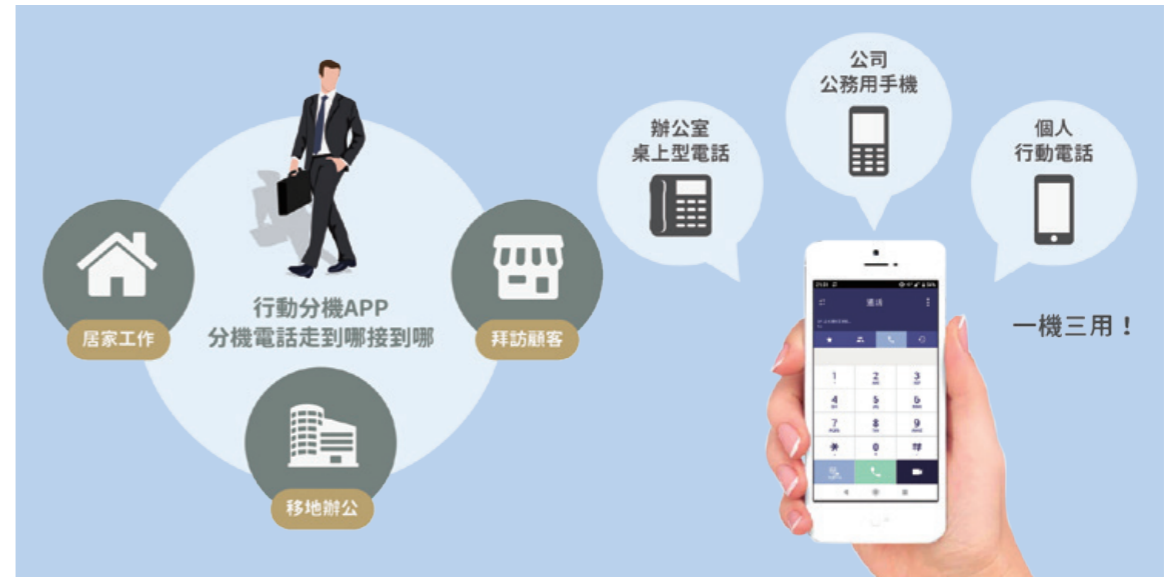 行動分機APP
分機電話走到哪接到哪
居家工作
拜訪顧客
移地辦公
辦公室
桌上型電話
公司
公務用手機
個人
行動電話
一機三用！
1
2
3
4
5
6
7
8
9
0